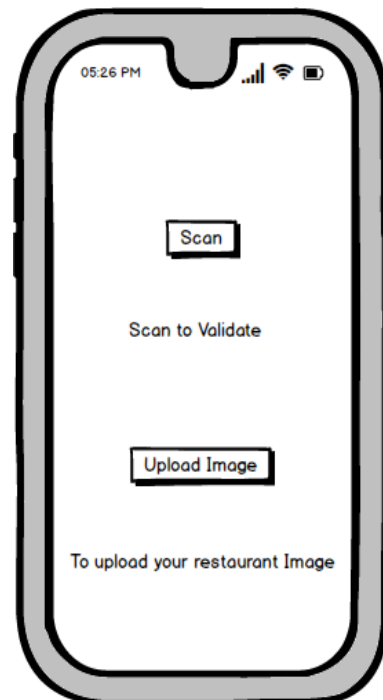 05:26 PM
Scan
Scan to Validate
Upload Image
To upload your restaurant Image